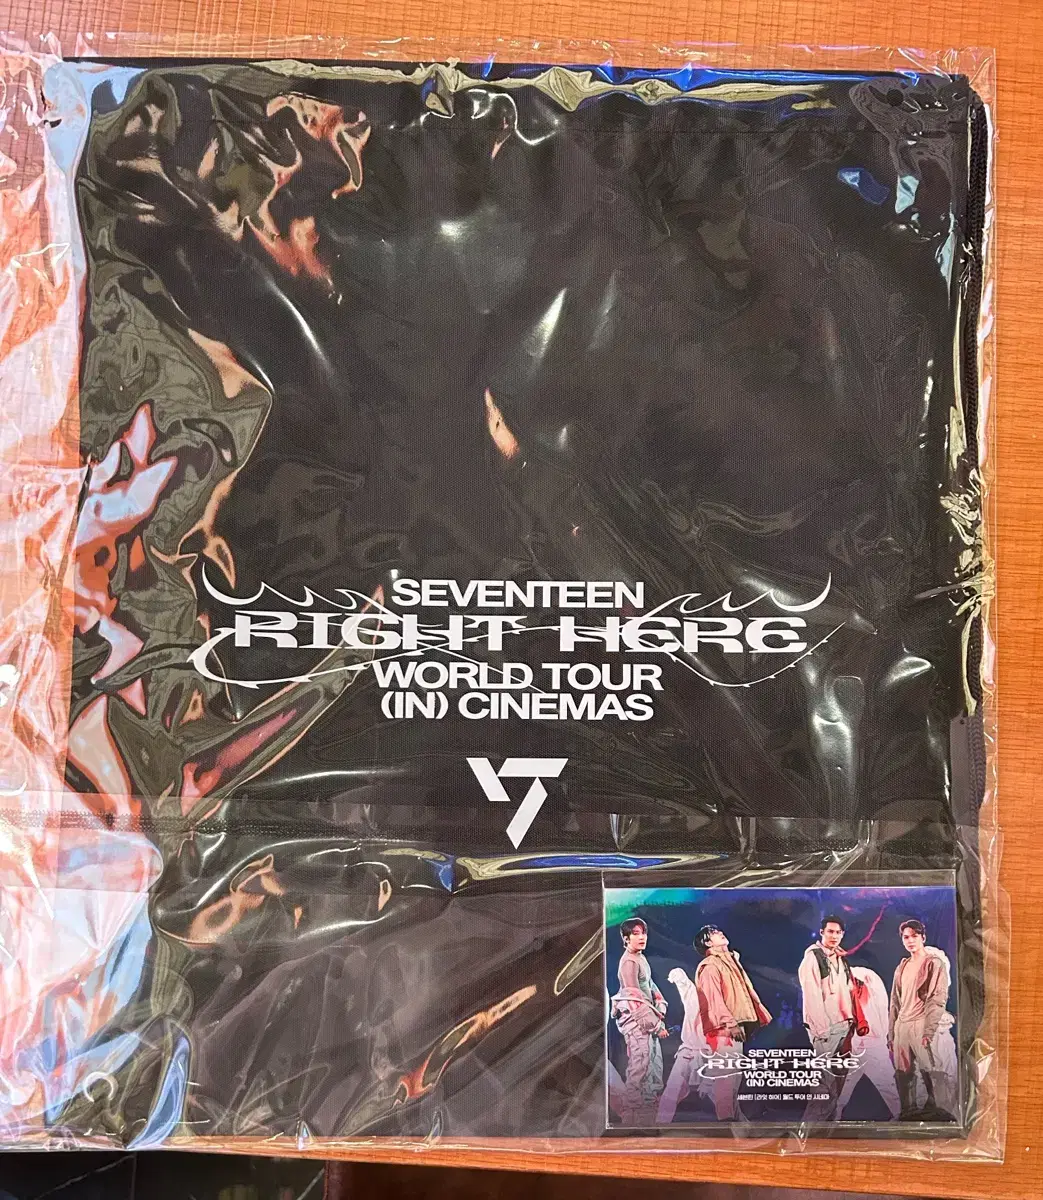 SEVENTEEN
RIGHT HERE
WORLD TOUR
(IN) CINEMAS
SEVENTEEN
RIGHT HERE
WORLD TOUR
(IN) CINEMAS
세븐틴 [라잇 히어] 월드 투어 인 시네마